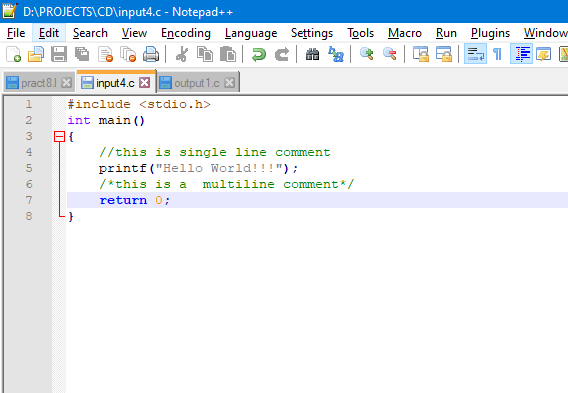 D:\PROJECTS\CD\input4.c - Notepad++
File Edit Search View Encoding Language Settings Tools Macro Run Plugins Window
pract8.l input4.c output1.c
1 #include <stdio.h>
2 int main()
3 {
4 //this is single line comment
5 printf("Hello World!!!");
6 /*this is a  multiline comment*/
7 return 0;
8 }